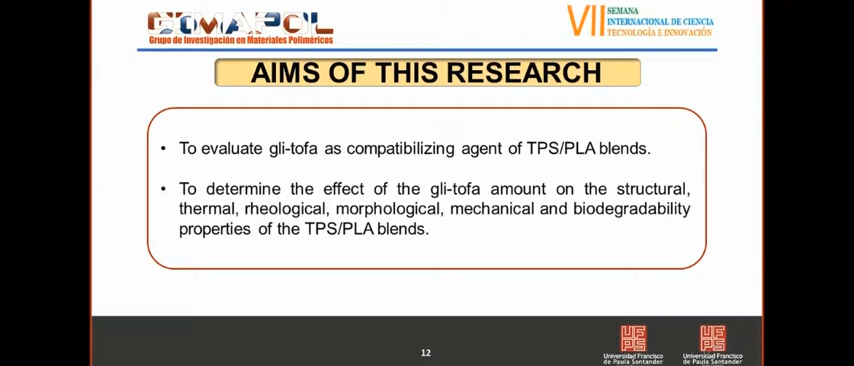 GIMAPOL
Grupo de Investigación en Materiales Poliméricos
VII SEMANA
INTERNACIONAL DE CIENCIA
TECNOLOGÍA E INNOVACIÓN
AIMS OF THIS RESEARCH
• To evaluate gli-tofa as compatibilizing agent of TPS/PLA blends.
• To determine the effect of the gli-tofa amount on the structural,
thermal, rheological, morphological, mechanical and biodegradability
properties of the TPS/PLA blends.
12
UFPS
Universidad Francisco
de Paula Santander
UFPS
Universidad Francisco
de Paula Santander